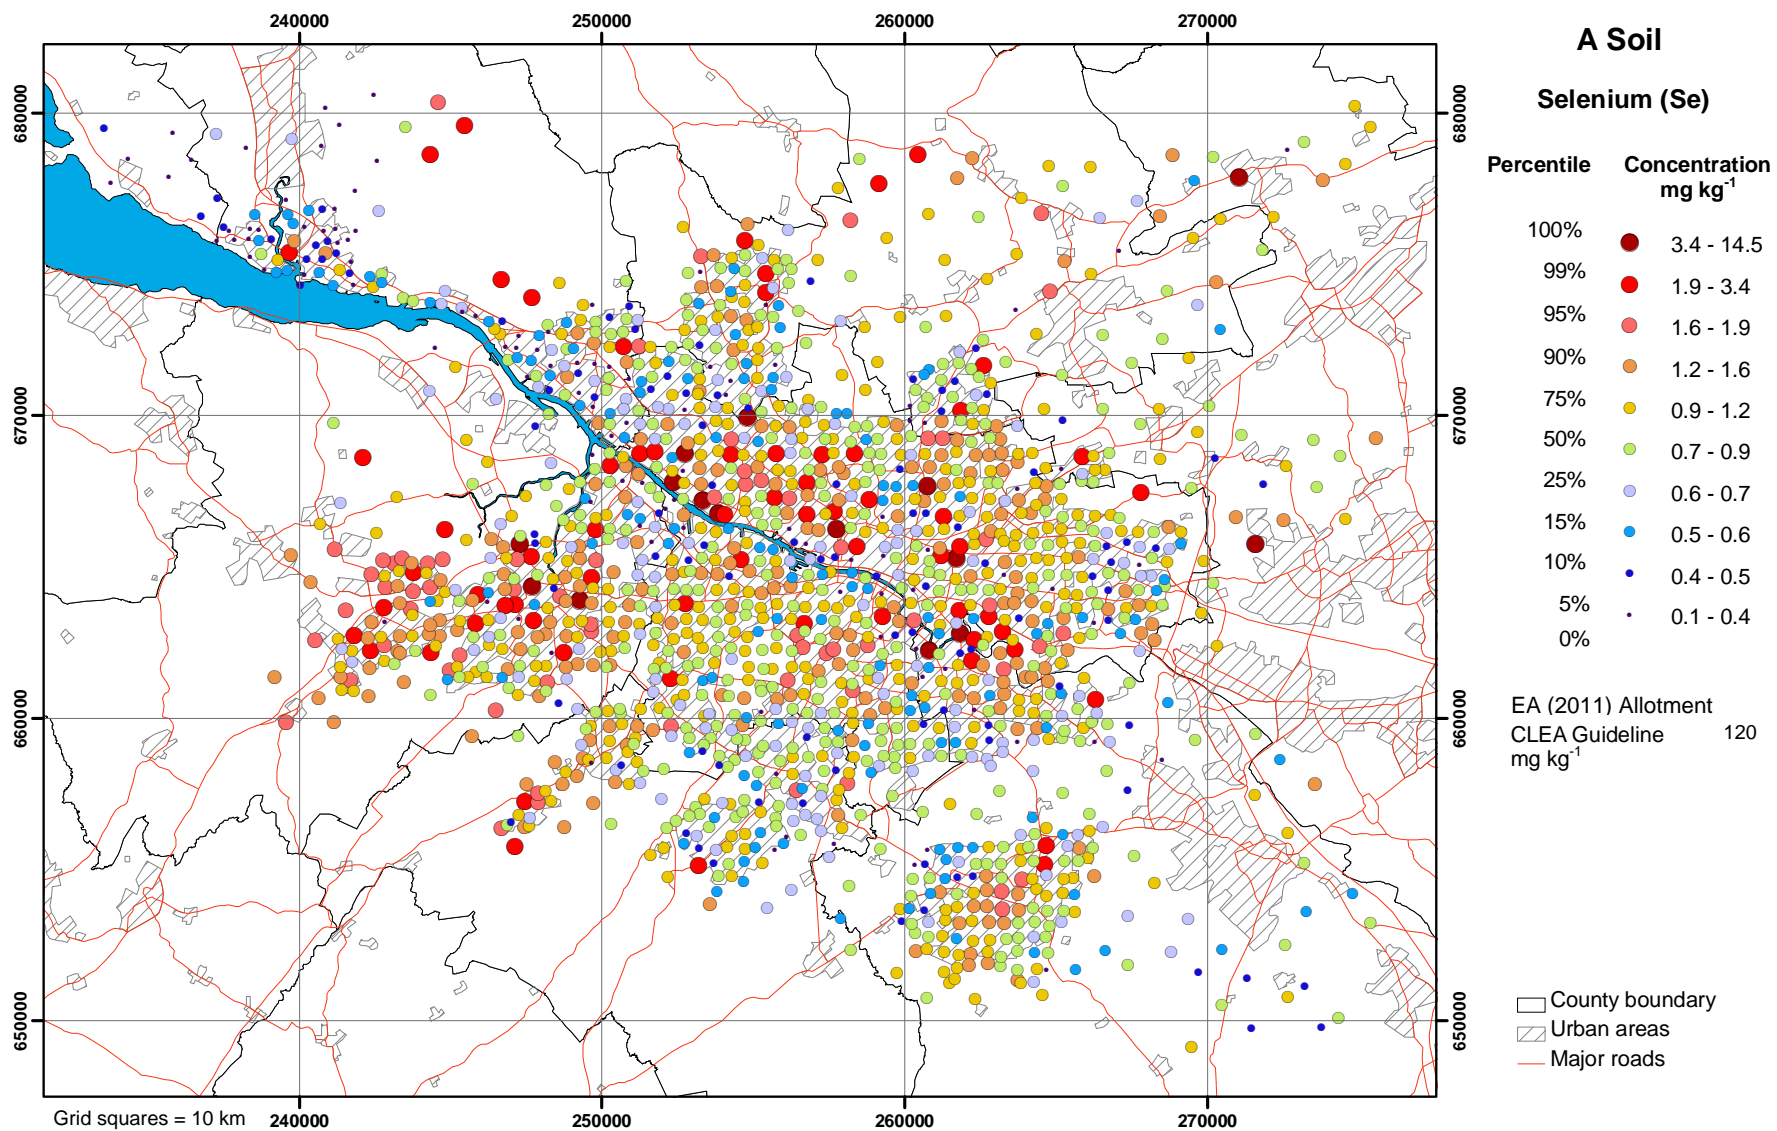 240000 250000 260000 270000
A Soil
Selenium (Se)
680000 680000
Percentile Concentration
mg kg-1
100% 3.4 - 14.5
99% 1.9 - 3.4
95% 1.6 - 1.9
90% 1.2 - 1.6
75% 0.9 - 1.2
670000 670000
50% 0.7 - 0.9
25% 0.6 - 0.7
15% 0.5 - 0.6
10% 0.4 - 0.5
5% 0.1 - 0.4
0%
660000 660000
EA (2011) Allotment
CLEA Guideline 120
mg kg-1
650000 650000
County boundary
Urban areas
Major roads
Grid squares = 10 km
240000 250000 260000 270000